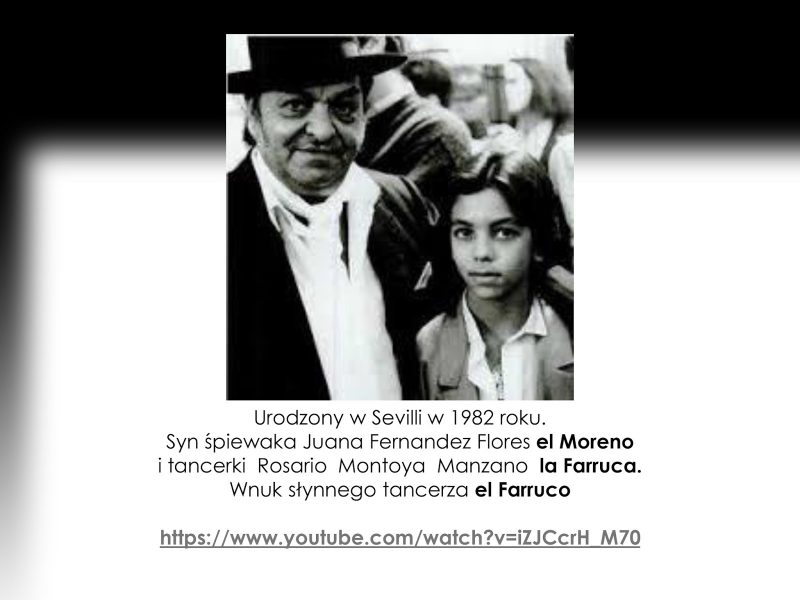 Urodzony w Sevilli w 1982 roku.
Syn śpiewaka Juana Fernandez Flores el Moreno
i tancerki Rosario Montoya Manzano la Farruca.
Wnuk słynnego tancerza el Farruco
https://www.youtube.com/watch?v=iZJCcrH_M70